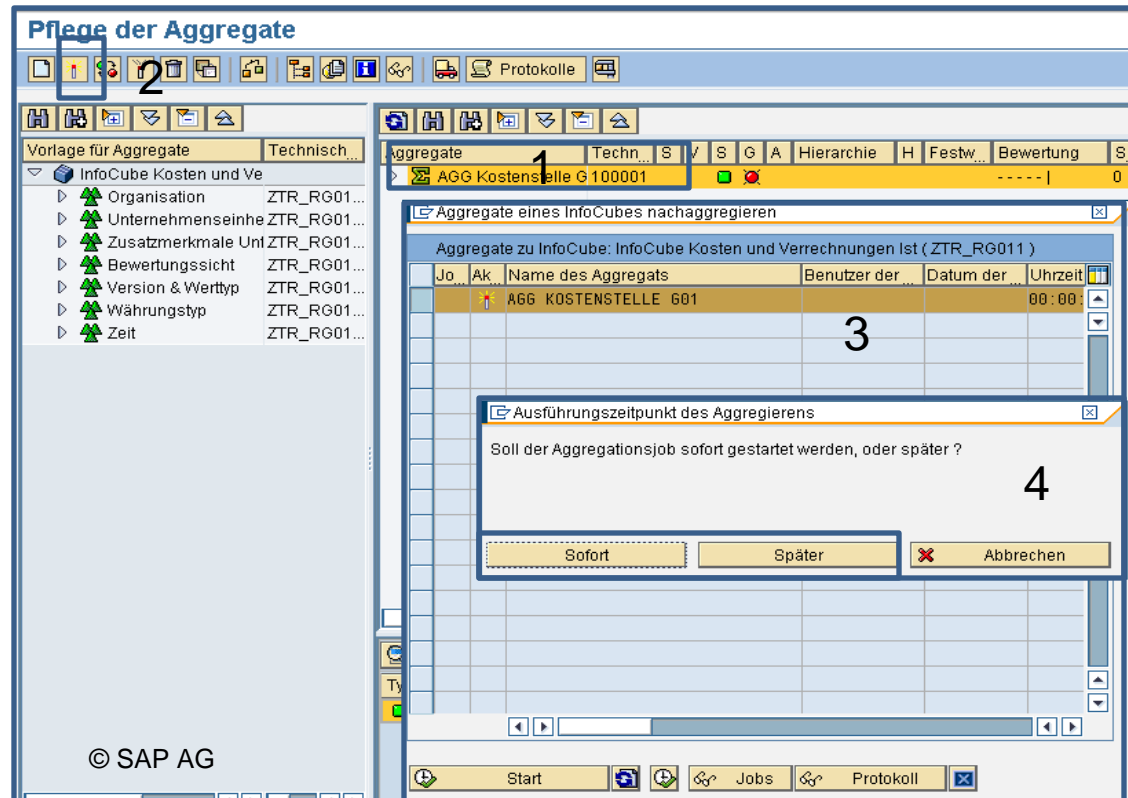 Pflege der Aggregate
2
Protokolle
Vorlage für Aggregate Technisch...
InfoCube Kosten und Ve
Organisation ZTR_RG01...
Unternehmenseinhe ZTR_RG01...
Zusatzmerkmale Unt ZTR_RG01...
Bewertungssicht ZTR_RG01...
Version & Werttyp ZTR_RG01...
Währungstyp ZTR_RG01...
Zeit ZTR_RG01...
© SAP AG
1
Aggregate Techn... S V S G A Hierarchie H Festw... Bewertung S
AGG Kostenstelle G 100001 -----| 0
Aggregate eines InfoCubes nachaggregieren
Aggregate zu InfoCube: InfoCube Kosten und Verrechnungen Ist ( ZTR_RG011 )
Jo... Ak... Name des Aggregats Benutzer der ... Datum der ... Uhrzeit
AGG KOSTENSTELLE G01 00:00:
3
Ausführungszeitpunkt des Aggregierens
Soll der Aggregationsjob sofort gestartet werden, oder später ?
4
Sofort Später Abbrechen
Ty
Start Jobs Protokoll